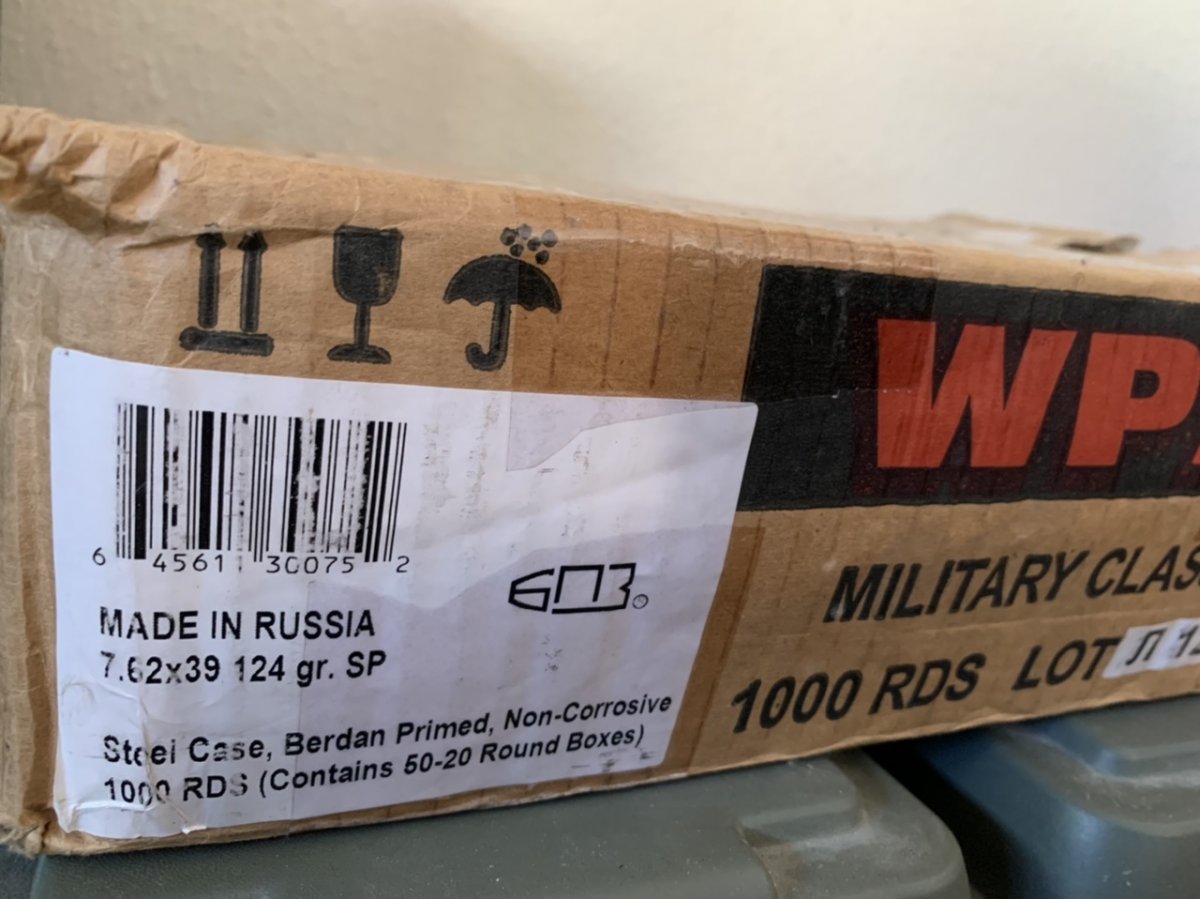 6 45611 30075 2
MADE IN RUSSIA
7.62x39 124 gr. SP
БПЗ
Steel Case, Berdan Primed, Non-Corrosive
1000 RDS (Contains 50-20 Round Boxes)
WP
MILITARY CLAS
1000 RDS LOT Л